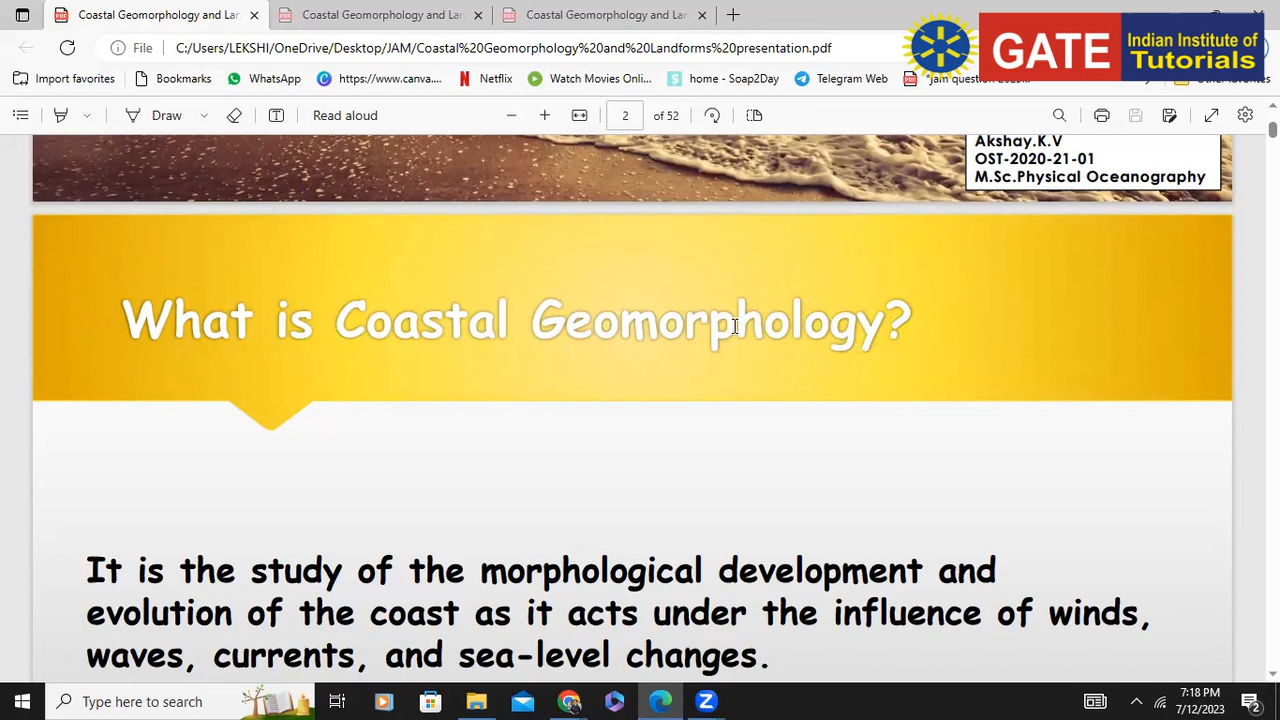 Coastal Geomorphology and Lan
Coastal Geomorphology and Lan
Coastal Geomorphology and Lan
File
C:/Users/LEKSHI/OneDrive/Desktop/JAM/Coastal%20Geomorphology%20and%20Landforms%20presentation.pdf
GATE
Indian Institute of
Tutorials
Import favorites
Bookmarks
WhatsApp
https://www.canva....
Netflix
Watch Movies Onli...
home - Soap2Day
Telegram Web
Draw
Read aloud
2
of 52
Akshay.K.V
OST-2020-21-01
M.Sc.Physical Oceanography
What is Coastal Geomorphology?
It is the study of the morphological development and
evolution of the coast as it acts under the influence of winds,
waves, currents, and sea-level changes.
Type here to search
7:18 PM
7/12/2023
2